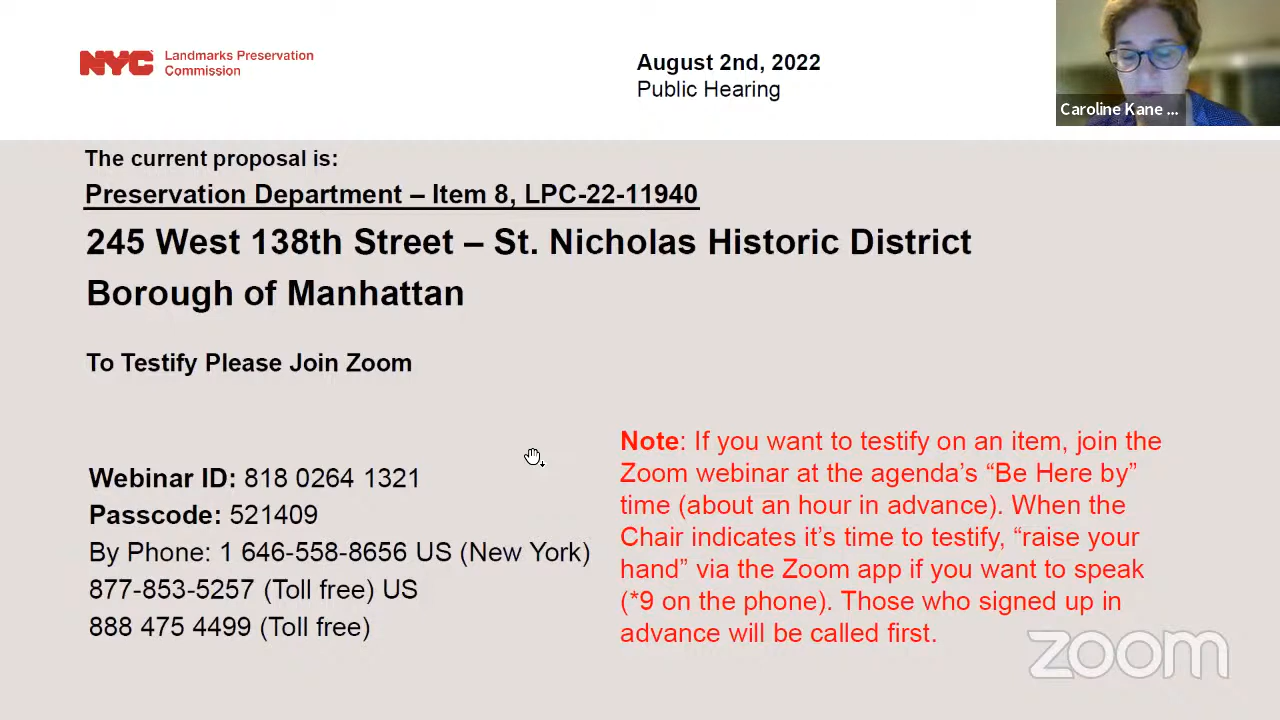 NYC Landmarks Preservation
Commission
August 2nd, 2022
Public Hearing
Caroline Kane ...
The current proposal is:
Preservation Department – Item 8, LPC-22-11940
245 West 138th Street – St. Nicholas Historic District
Borough of Manhattan
To Testify Please Join Zoom
Webinar ID: 818 0264 1321
Passcode: 521409
By Phone: 1 646-558-8656 US (New York)
877-853-5257 (Toll free) US
888 475 4499 (Toll free)
Note: If you want to testify on an item, join the
Zoom webinar at the agenda’s “Be Here by”
time (about an hour in advance). When the
Chair indicates it’s time to testify, “raise your
hand” via the Zoom app if you want to speak
(*9 on the phone). Those who signed up in
advance will be called first.
zoom